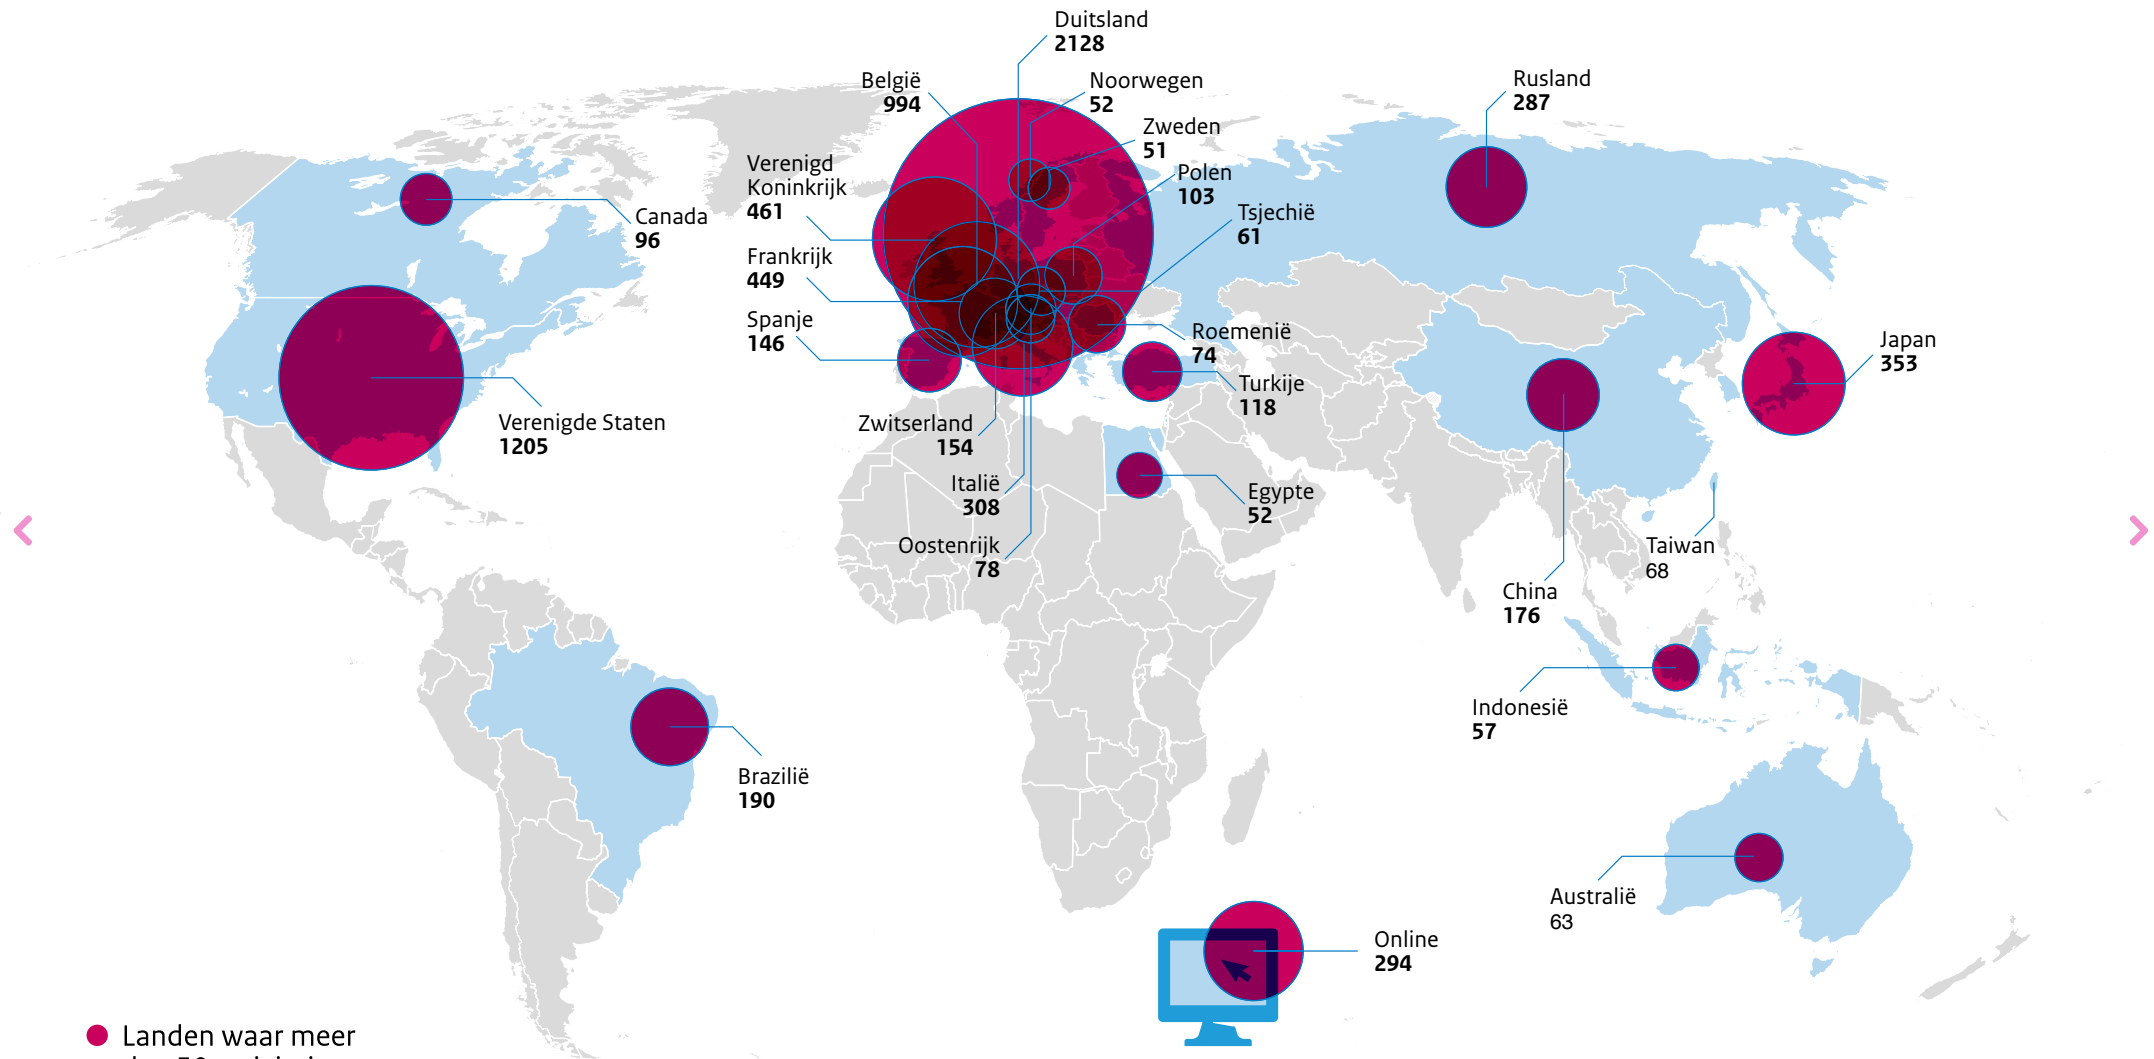 Duitsland
2128
België
994
Noorwegen
52
Zweden
51
Verenigd
Koninkrijk
461
Polen
103
Tsjechië
61
Frankrijk
449
Spanje
146
Roemenië
74
Turkije
118
Zwitserland
154
Italië
308
Oostenrijk
78
Egypte
52
Rusland
287
Japan
353
Canada
96
Verenigde Staten
1205
Taiwan
68
China
176
Indonesië
57
Brazilië
190
Australië
63
Online
294
Landen waar meer